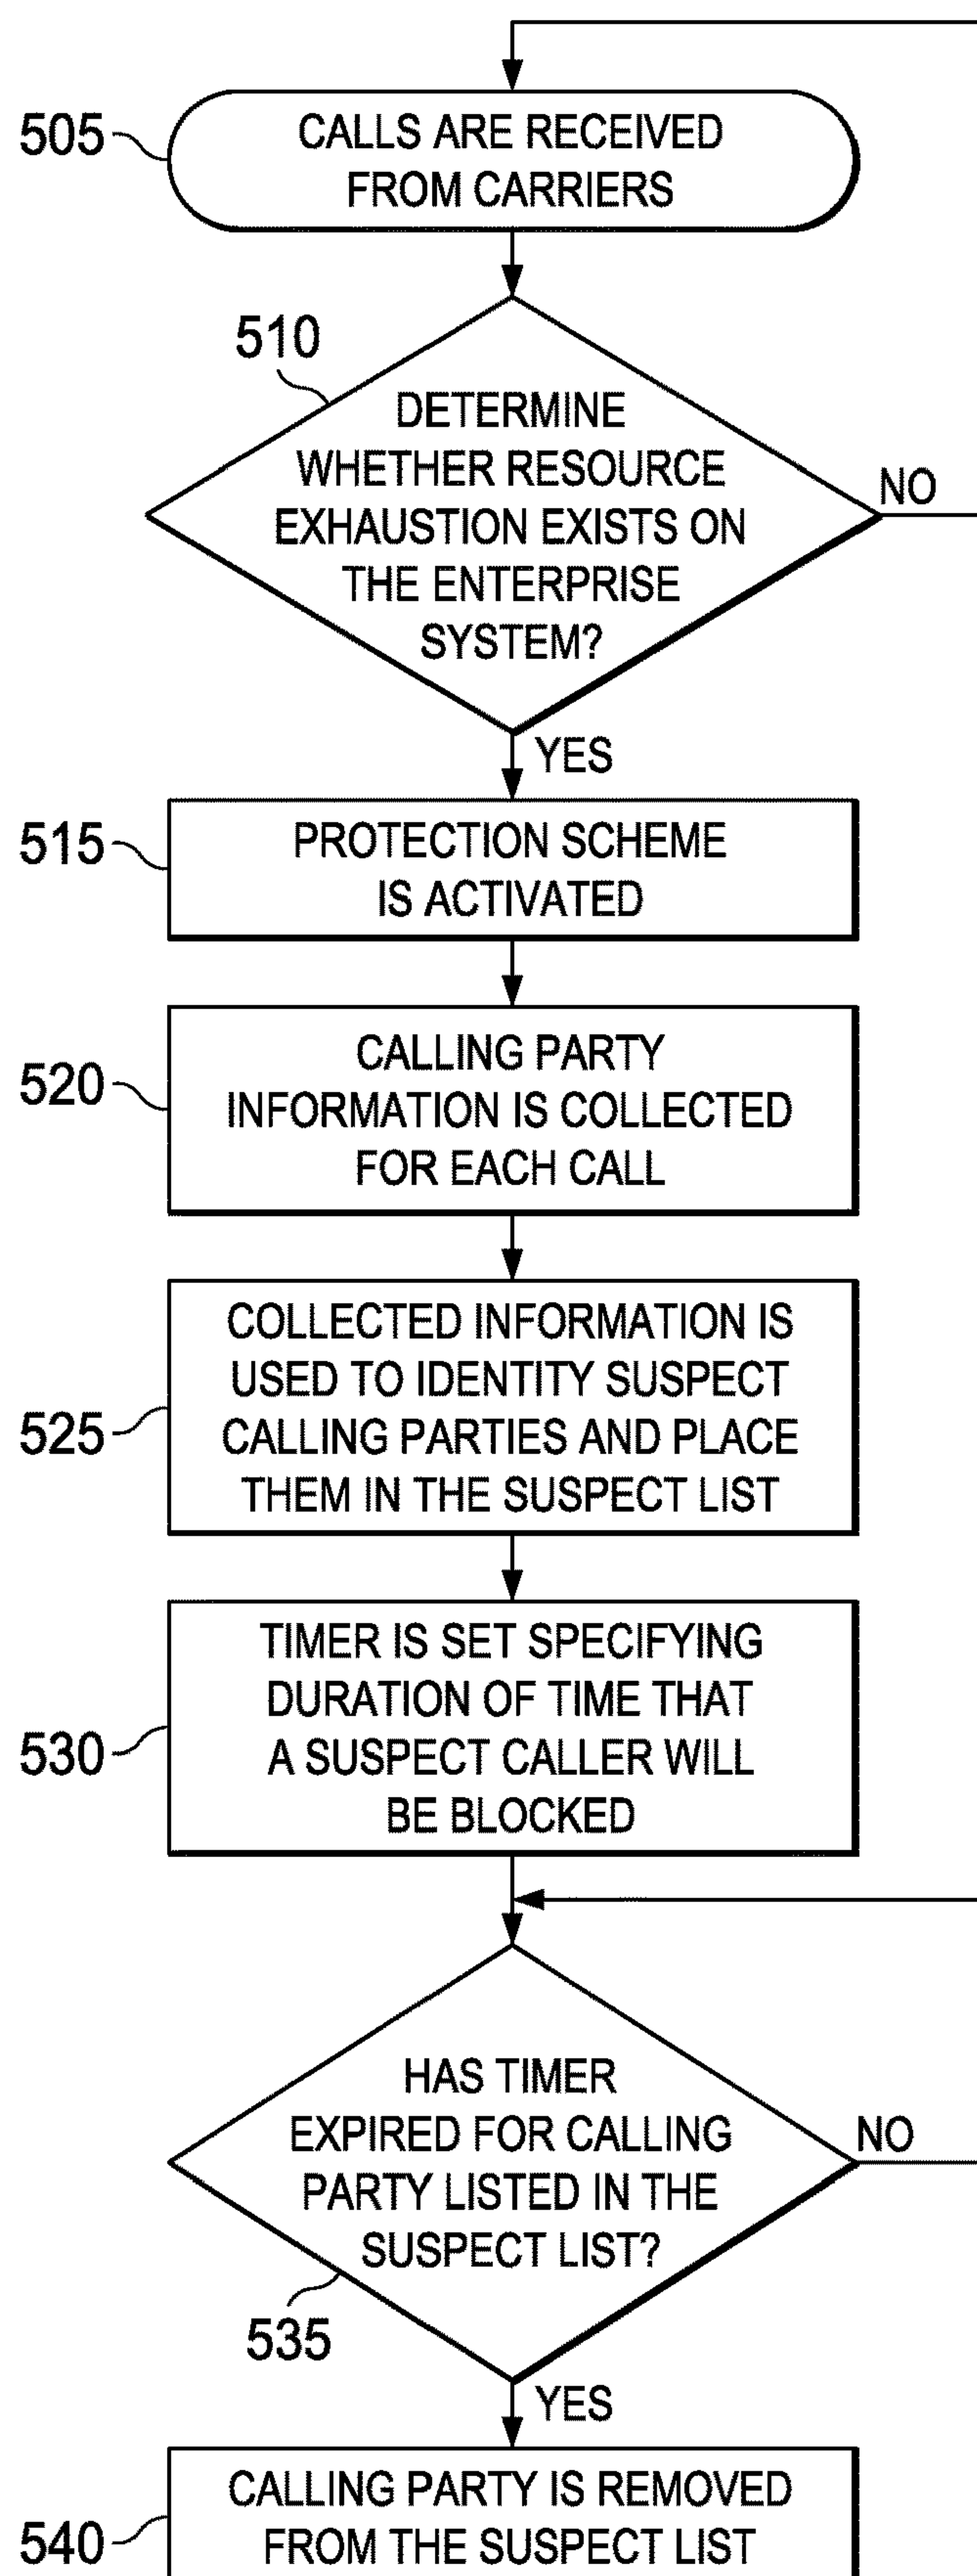 505
CALLS ARE RECEIVED
FROM CARRIERS
510
DETERMINE
WHETHER RESOURCE
EXHAUSTION EXISTS ON
THE ENTERPRISE
SYSTEM?
NO
YES
515
PROTECTION SCHEME
IS ACTIVATED
520
CALLING PARTY
INFORMATION IS COLLECTED
FOR EACH CALL
525
COLLECTED INFORMATION IS
USED TO IDENTITY SUSPECT
CALLING PARTIES AND PLACE
THEM IN THE SUSPECT LIST
530
TIMER IS SET SPECIFYING
DURATION OF TIME THAT
A SUSPECT CALLER WILL
BE BLOCKED
HAS TIMER
EXPIRED FOR CALLING
PARTY LISTED IN THE
SUSPECT LIST?
NO
535
YES
540
CALLING PARTY IS REMOVED
FROM THE SUSPECT LIST